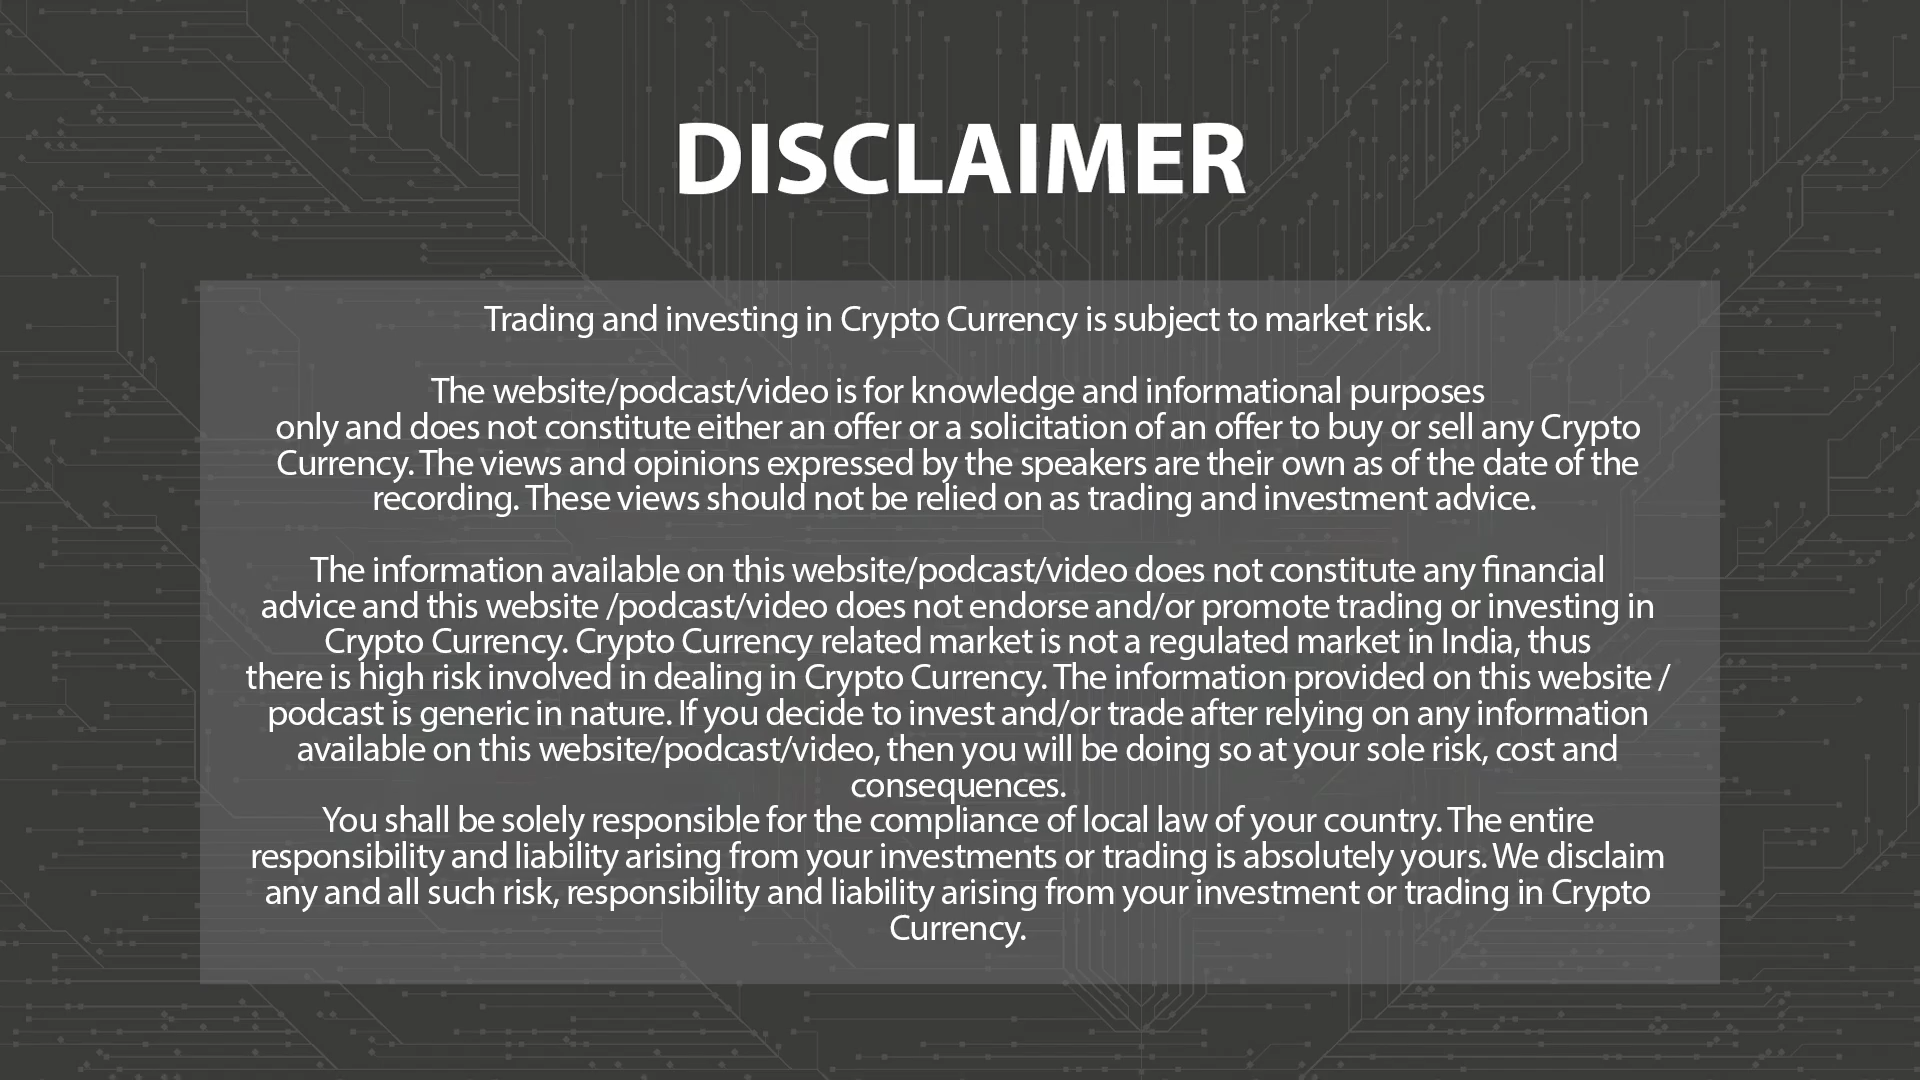 DISCLAIMER
Trading and investing in Crypto Currency is subject to market risk.
The website/podcast/video is for knowledge and informational purposes
only and does not constitute either an offer or a solicitation of an offer to buy or sell any Crypto
Currency. The views and opinions expressed by the speakers are their own as of the date of the
recording. These views should not be relied on as trading and investment advice.
The information available on this website/podcast/video does not constitute any financial
advice and this website /podcast/video does not endorse and/or promote trading or investing in
Crypto Currency. Crypto Currency related market is not a regulated market in India, thus
there is high risk involved in dealing in Crypto Currency. The information provided on this website /
podcast is generic in nature. If you decide to invest and/or trade after relying on any information
available on this website/podcast/video, then you will be doing so at your sole risk, cost and
consequences.
You shall be solely responsible for the compliance of local law of your country. The entire
responsibility and liability arising from your investments or trading is absolutely yours. We disclaim
any and all such risk, responsibility and liability arising from your investment or trading in Crypto
Currency.